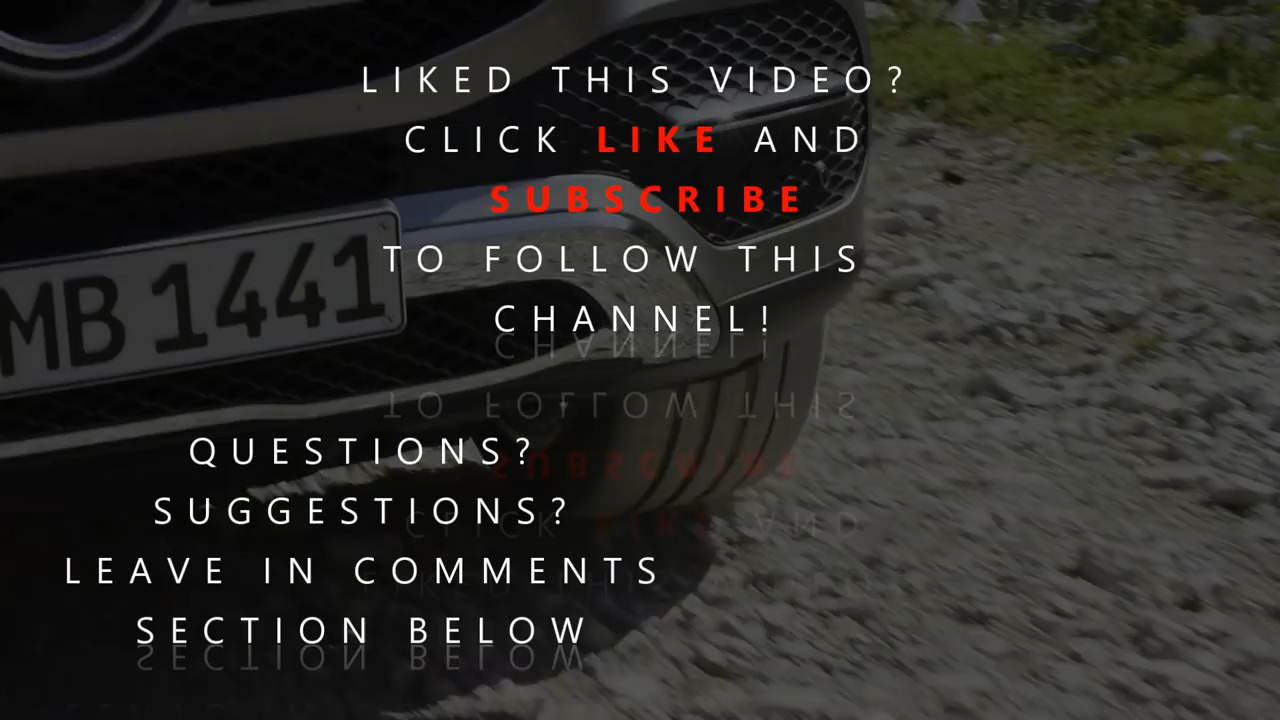 LIKED THIS VIDEO?
CLICK LIKE AND
SUBSCRIBE
TO FOLLOW THIS
CHANNEL!
MB 1441
QUESTIONS?
SUGGESTIONS?
LEAVE IN COMMENTS
SECTION BELOW